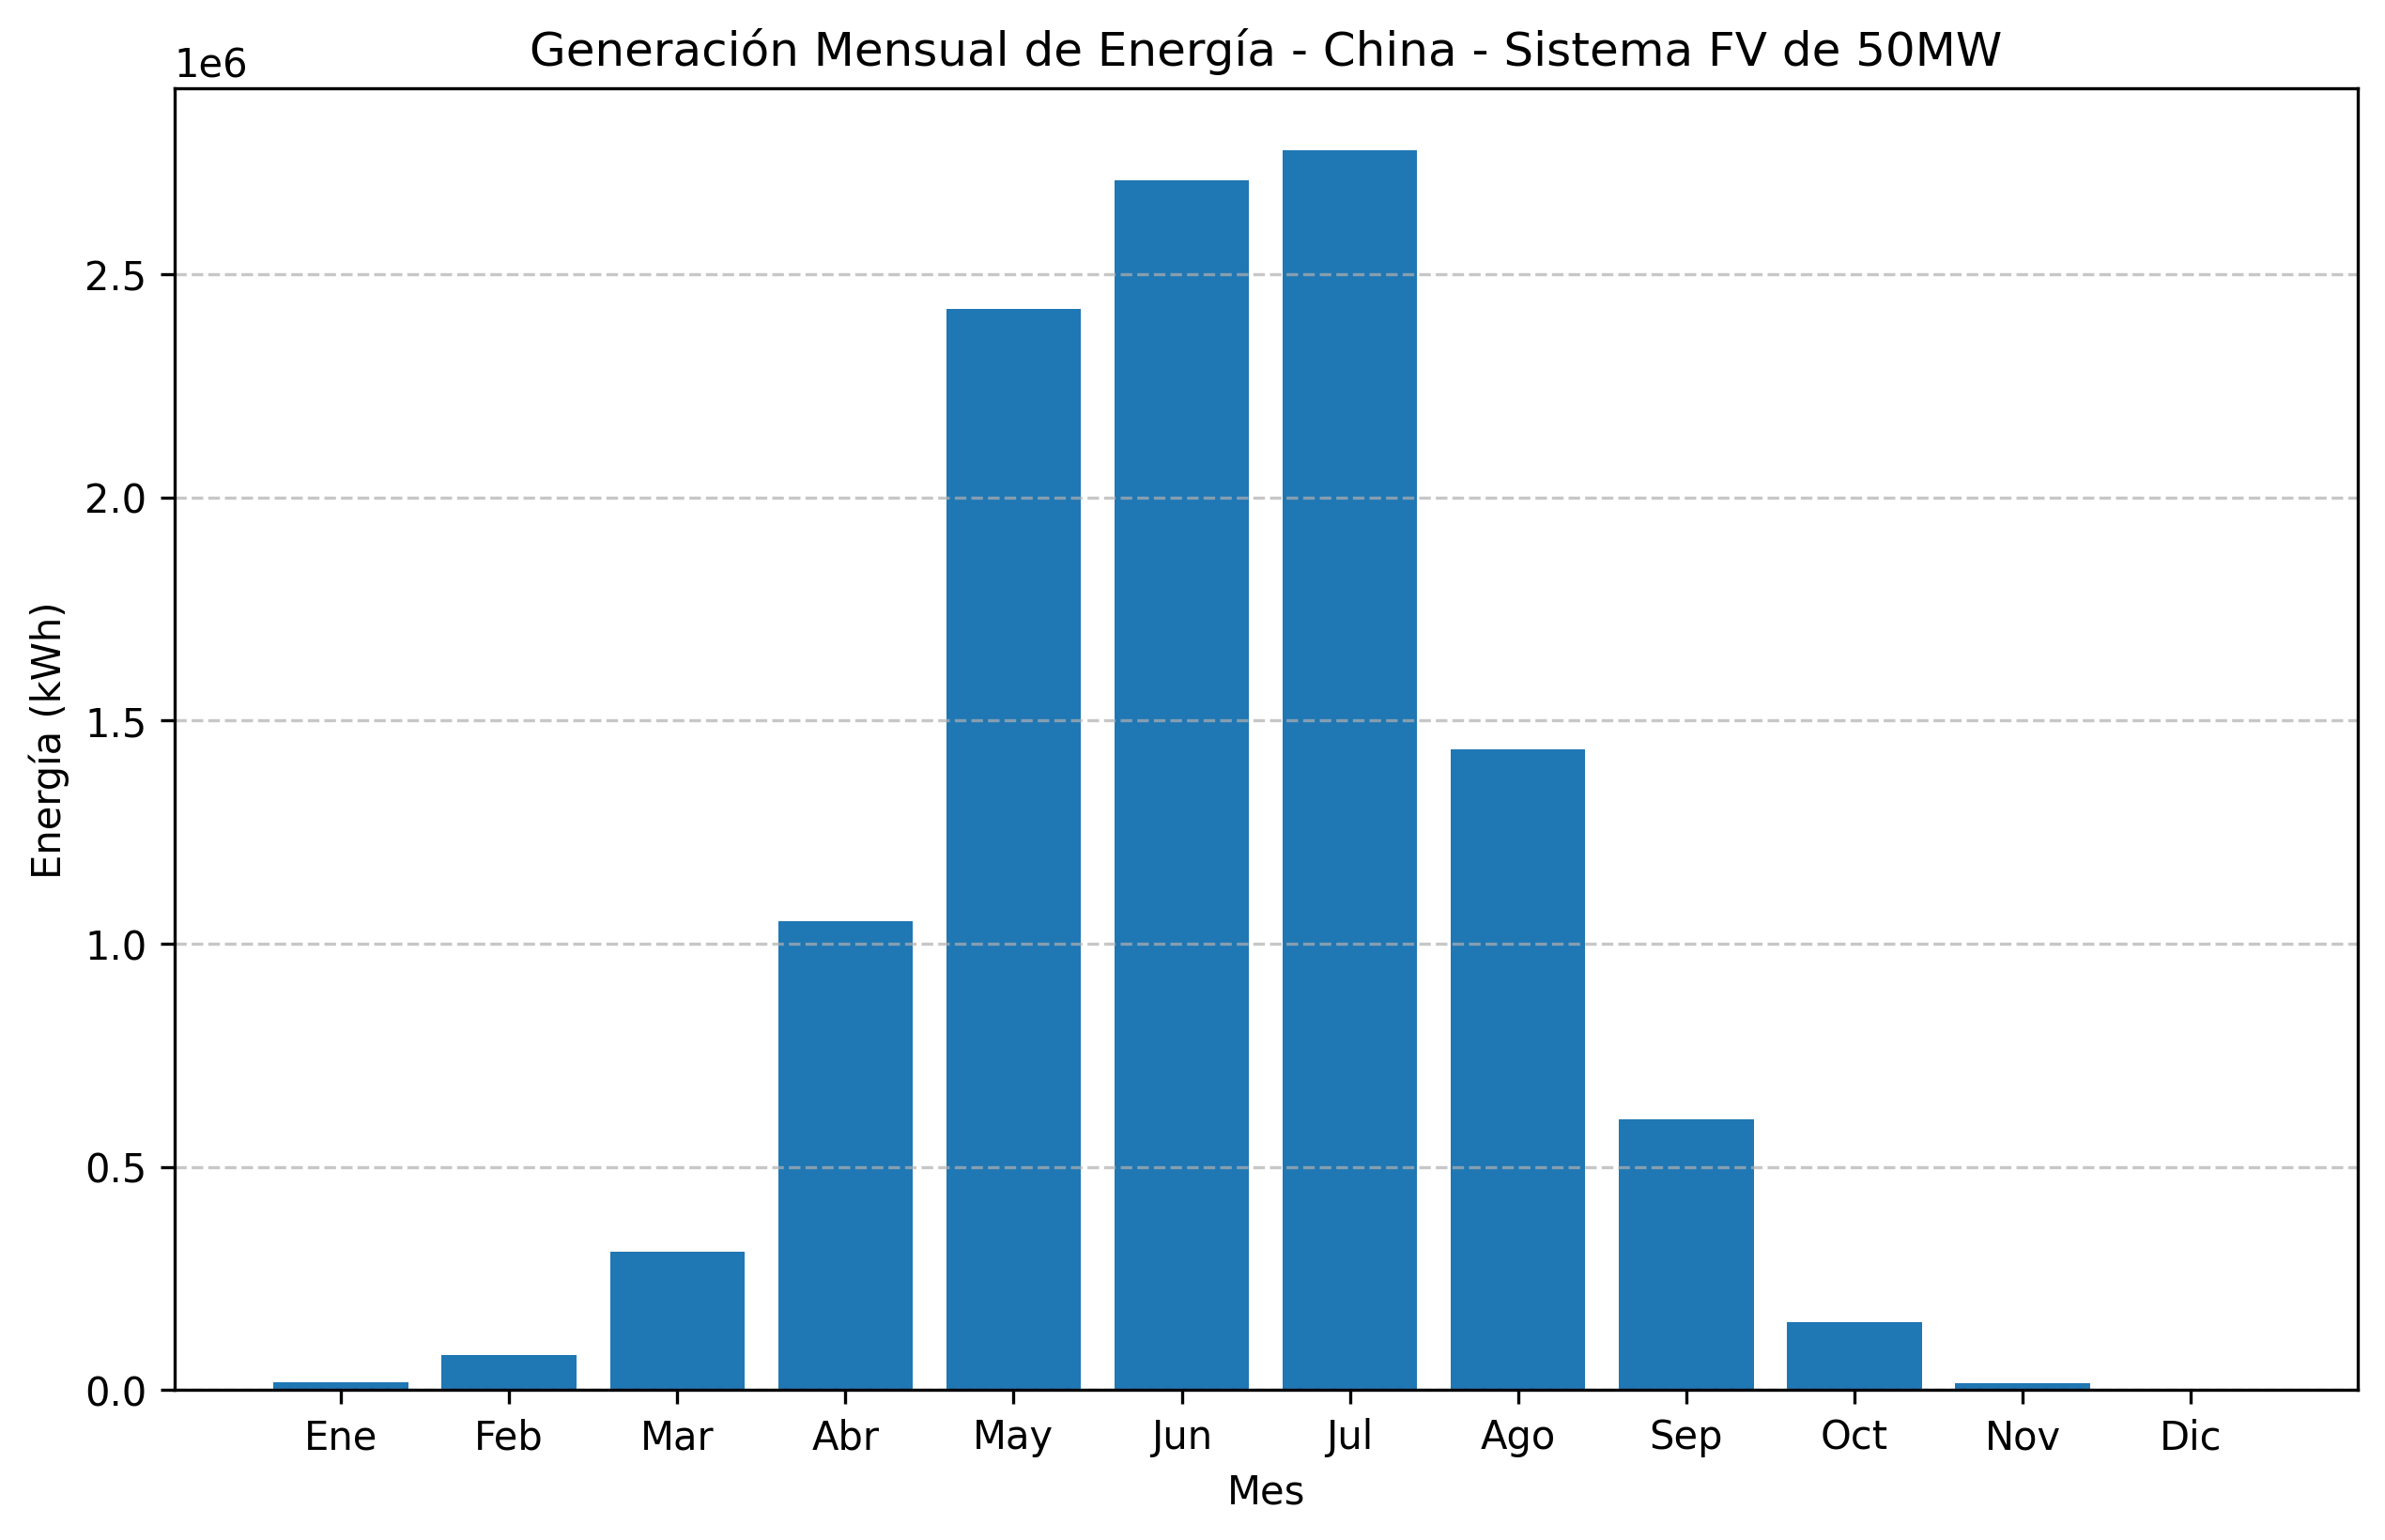 Generación Mensual de Energía - China - Sistema FV de 50MW
1e6
2.5
2.0
1.5
1.0
0.5
0.0
Energía (kWh)
Ene Feb Mar Abr May Jun Jul Ago Sep Oct Nov Dic
Mes